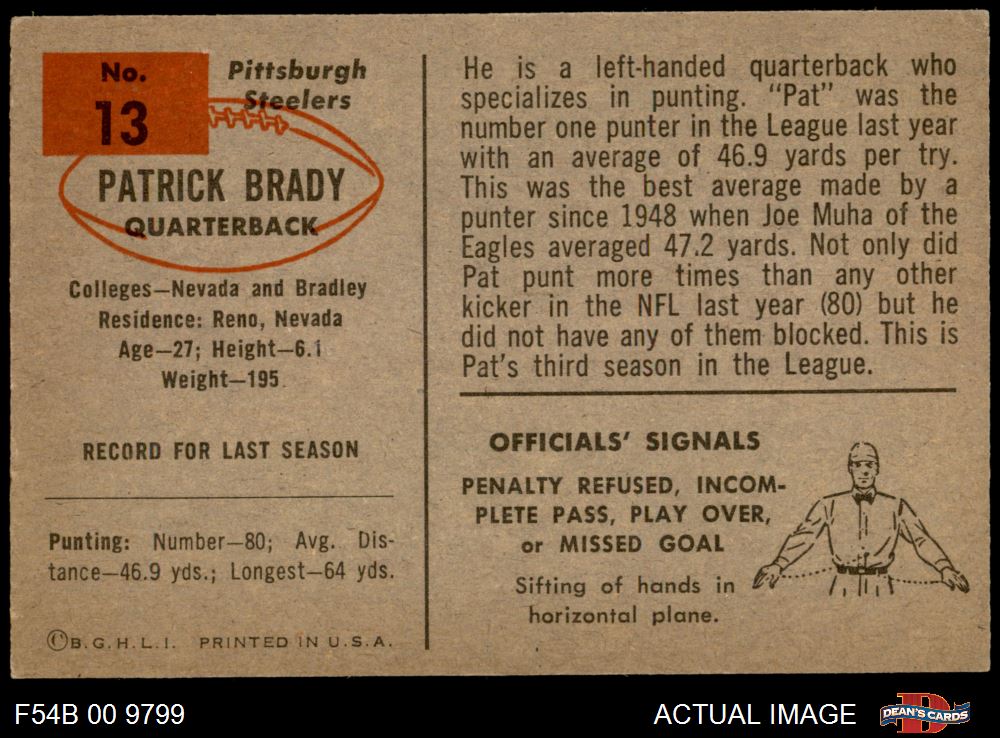 No.
13
Pittsburgh
Steelers
PATRICK BRADY
QUARTERBACK
Colleges—Nevada and Bradley
Residence: Reno, Nevada
Age—27; Height—6.1
Weight—195
RECORD FOR LAST SEASON
Punting: Number—80; Avg. Dis-
tance—46.9 yds.; Longest—64 yds.
©B.G.H.L.I. PRINTED IN U.S.A.
He is a left-handed quarterback who
specializes in punting. “Pat” was the
number one punter in the League last year
with an average of 46.9 yards per try.
This was the best average made by a
punter since 1948 when Joe Muha of the
Eagles averaged 47.2 yards. Not only did
Pat punt more times than any other
kicker in the NFL last year (80) but he
did not have any of them blocked. This is
Pat's third season in the League.
OFFICIALS' SIGNALS
PENALTY REFUSED, INCOM-
PLETE PASS, PLAY OVER,
or MISSED GOAL
Sifting of hands in
horizontal plane.
F54B 00 9799
ACTUAL IMAGE
D
DEAN'S CARDS